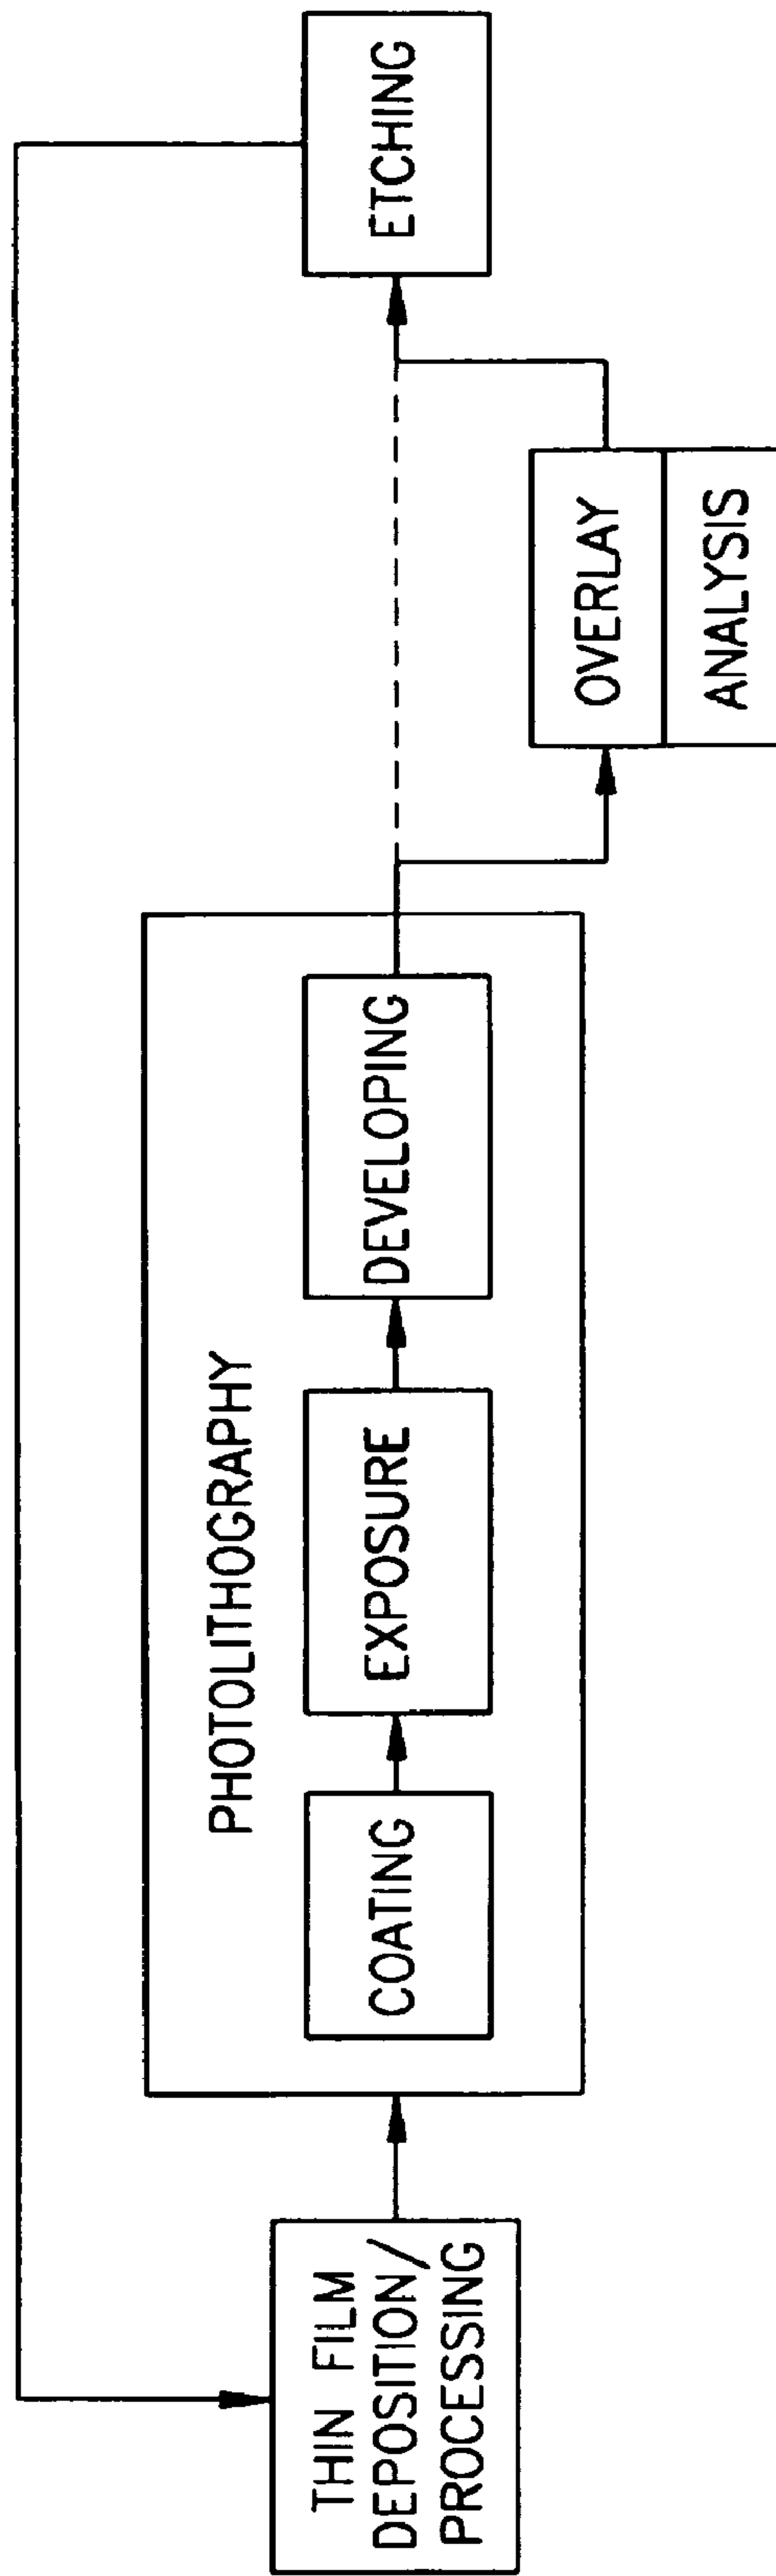 THIN FILM
DEPOSITION/
PROCESSING
PHOTOLITHOGRAPHY
COATING
EXPOSURE
DEVELOPING
OVERLAY
ANALYSIS
ETCHING